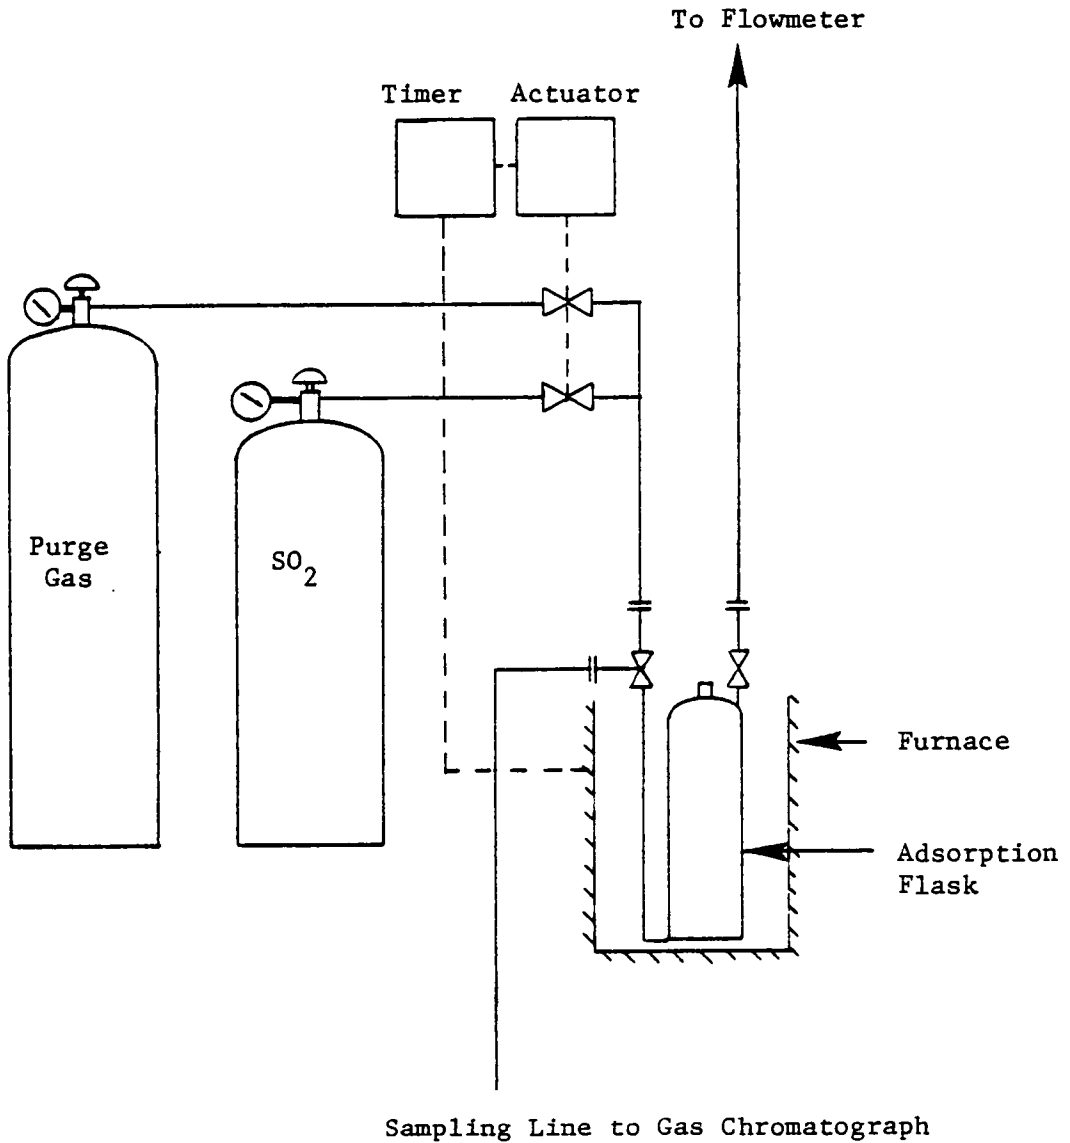 To Flowmeter
Timer Actuator
Purge
Gas
SO2
Furnace
Adsorption
Flask
Sampling Line to Gas Chromatograph